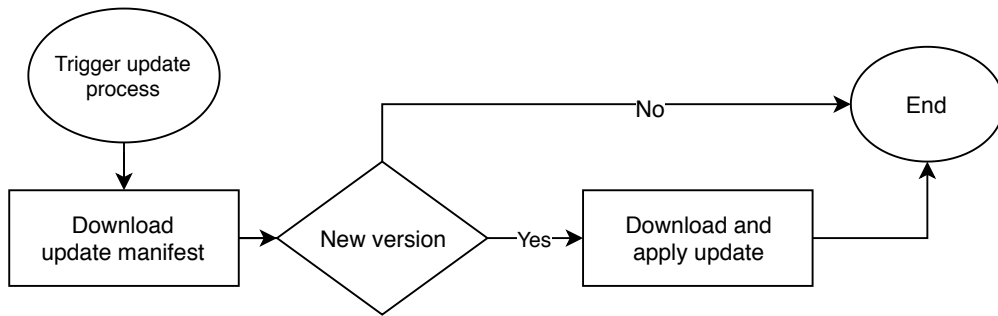 Trigger update
process
Download
update manifest
New version
No
Yes
Download and
apply update
End